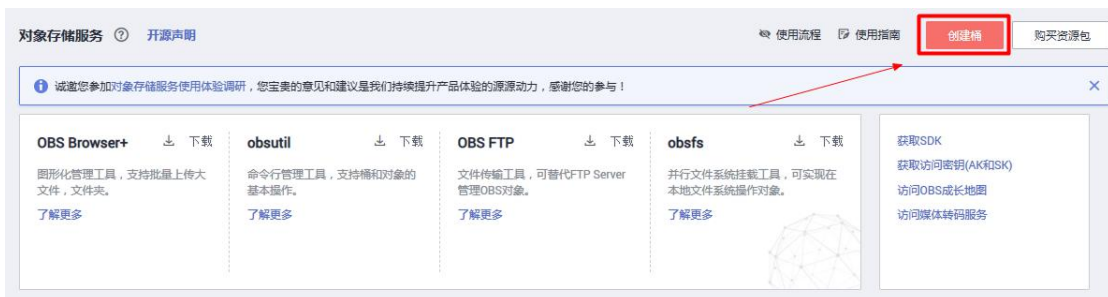 对象存储服务 ? 开源声明 使用流程 使用指南 创建桶 购买资源包
诚邀您参加对象存储服务使用体验调研，您宝贵的意见和建议是我们持续提升产品体验的源源动力，感谢您的参与！
OBS Browser+ 下载
图形化管理工具，支持批量上传大
文件，文件夹。
了解更多
obsutil 下载
命令行管理工具，支持桶和对象的
基本操作。
了解更多
OBS FTP 下载
文件传输工具，可替代FTP Server
管理OBS对象。
了解更多
obsfs 下载
并行文件系统挂载工具，可实现在
本地文件系统操作对象。
了解更多
获取SDK
获取访问密钥(AK和SK)
访问OBS成长地图
访问媒体转码服务